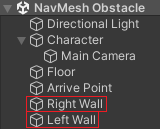 NavMesh Obstacle
Directional Light
Character
Main Camera
Floor
Arrive Point
Right Wall
Left Wall